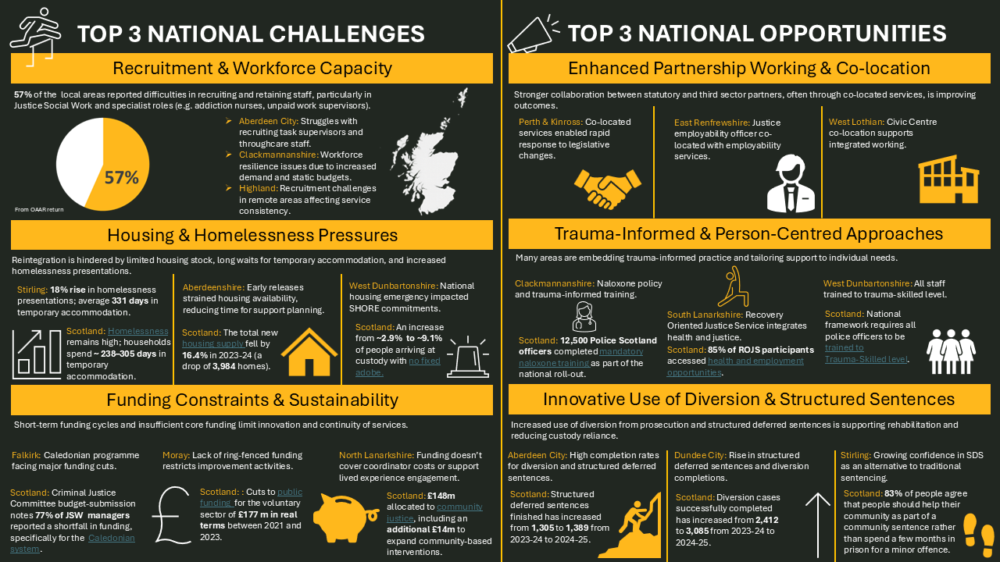 TOP 3 NATIONAL CHALLENGES
Recruitment & Workforce Capacity
57% of the local areas reported difficulties in recruiting and retaining staff, particularly in
Justice Social Work and specialist roles (e.g. addiction nurses, unpaid work supervisors).
57%
From OAAR return
➢ Aberdeen City: Struggles with
recruiting task supervisors and
throughcare staff.
➢ Clackmannanshire: Workforce
resilience issues due to increased
demand and static budgets.
➢ Highland: Recruitment challenges
in remote areas affecting service
consistency.
Housing & Homelessness Pressures
Reintegration is hindered by limited housing stock, long waits for temporary accommodation, and increased
homelessness presentations.
Stirling: 18% rise in homelessness
presentations; average 331 days in
temporary accommodation.
Scotland: Homelessness
remains high; households
spend ~ 238–305 days in
temporary
accommodation.
Aberdeenshire: Early releases
strained housing availability,
reducing time for support planning.
Scotland: The total new
housing supply fell by
16.4% in 2023-24 (a
drop of 3,984 homes).
West Dunbartonshire: National
housing emergency impacted
SHORE commitments.
Scotland: An increase
from ~2.9% to ~9.1%
of people arriving at
custody with no fixed
adobe.
Funding Constraints & Sustainability
Short-term funding cycles and insufficient core funding limit innovation and continuity of services.
Falkirk: Caledonian programme
facing major funding cuts.
Scotland: Criminal Justice
Committee budget-submission
notes 77% of JSW managers
reported a shortfall in funding,
specifically for the Caledonian
system.
Moray: Lack of ring-fenced funding
restricts improvement activities.
Scotland: : Cuts to public
funding for the voluntary
sector of £177 m in real
terms between 2021 and
2023.
North Lanarkshire: Funding doesn't
cover coordinator costs or support
lived experience engagement.
Scotland: £148m
allocated to community
justice, including an
additional £14m to
expand community-based
interventions.
TOP 3 NATIONAL OPPORTUNITIES
Enhanced Partnership Working & Co-location
Stronger collaboration between statutory and third sector partners, often through co-located services, is improving
outcomes.
Perth & Kinross: Co-located
services enabled rapid
response to legislative
changes.
East Renfrewshire: Justice
employability officer co-
located with employability
services.
West Lothian: Civic Centre
co-location supports
integrated working.
Trauma-Informed & Person-Centred Approaches
Many areas are embedding trauma-informed practice and tailoring support to individual needs.
Clackmannanshire: Naloxone policy
and trauma-informed training.
Scotland: 12,500 Police Scotland
officers completed mandatory
naloxone training as part of the
national roll-out.
South Lanarkshire: Recovery
Oriented Justice Service integrates
health and justice.
Scotland: 85% of ROJS participants
accessed health and employment
opportunities.
West Dunbartonshire: All staff
trained to trauma-skilled level.
Scotland: National
framework requires all
police officers to be
trained to
Trauma-Skilled level.
Innovative Use of Diversion & Structured Sentences
Increased use of diversion from prosecution and structured deferred sentences is supporting rehabilitation and
reducing custody reliance.
Aberdeen City: High completion rates
for diversion and structured deferred
sentences.
Scotland: Structured
deferred sentences
finished has increased
from 1,305 to 1,389 from
2023-24 to 2024-25.
Dundee City: Rise in structured
deferred sentences and diversion
completions.
Scotland: Diversion cases
successfully completed
has increased from 2,412
to 3,085 from 2023-24 to
2024-25.
Stirling: Growing confidence in SDS
as an alternative to traditional
sentencing.
Scotland: 83% of people agree
that people should help their
community as part of a
community sentence rather
than spend a few months in
prison for a minor offence.